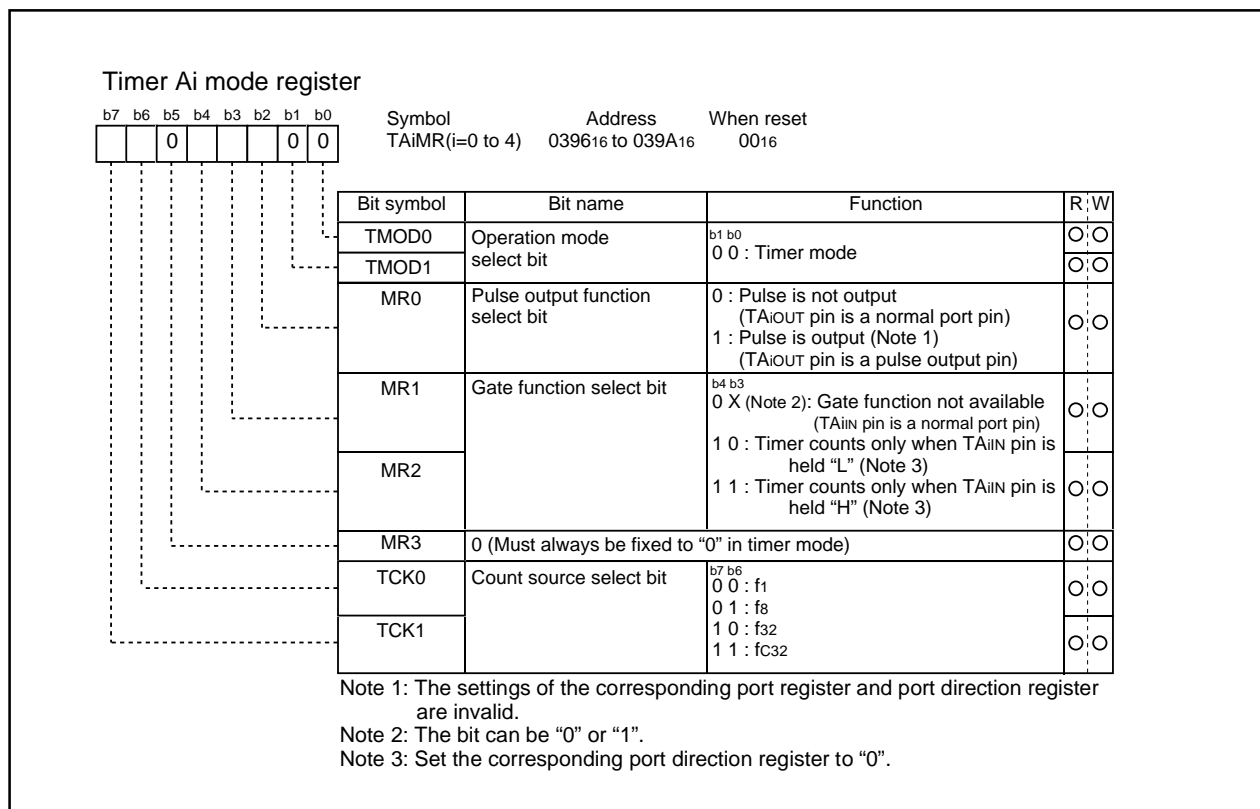 Timer Ai mode register
b7 b6 b5 b4 b3 b2 b1 b0
0 0 0
Symbol Address When reset
TAiMR(i=0 to 4) 039616 to 039A16 0016
Bit symbol Bit name Function R W
TMOD0 Operation mode select bit
b1 b0
0 0 : Timer mode
TMOD1
MR0 Pulse output function select bit
0 : Pulse is not output
(TAiOUT pin is a normal port pin)
1 : Pulse is output (Note 1)
(TAiOUT pin is a pulse output pin)
MR1 Gate function select bit
b4 b3
0 X (Note 2): Gate function not available
(TAiIN pin is a normal port pin)
1 0 : Timer counts only when TAiIN pin is
held “L” (Note 3)
MR2
1 1 : Timer counts only when TAiIN pin is
held “H” (Note 3)
MR3 0 (Must always be fixed to “0” in timer mode)
TCK0 Count source select bit
b7 b6
0 0 : f1
0 1 : f8
TCK1
1 0 : f32
1 1 : fC32
Note 1: The settings of the corresponding port register and port direction register
are invalid.
Note 2: The bit can be “0” or “1”.
Note 3: Set the corresponding port direction register to “0”.